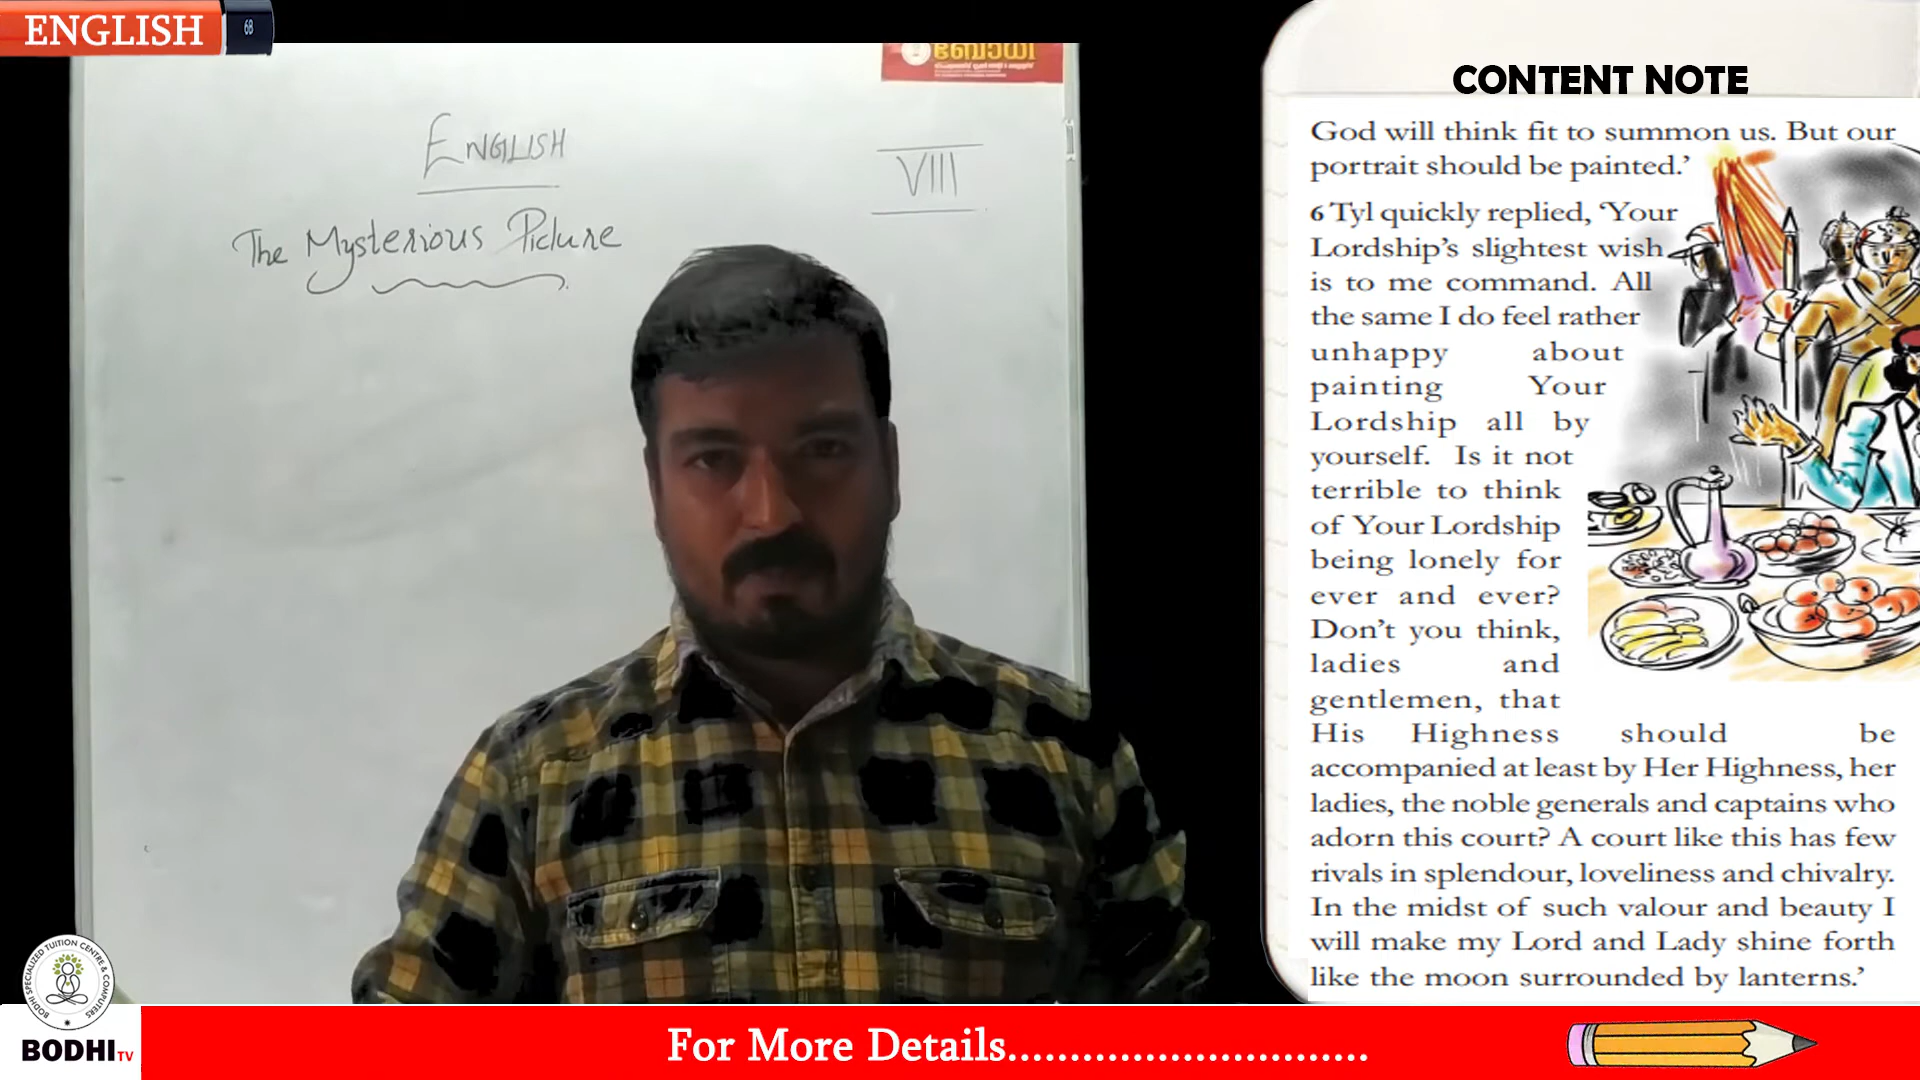 ENGLISH
68
ബോധി
ENGLISH
VIII
The Mysterious Picture
CONTENT NOTE
God will think fit to summon us. But our
portrait should be painted.’
6 Tyl quickly replied, ‘Your
Lordship’s slightest wish
is to me command. All
the same I do feel rather
unhappy about
painting Your
Lordship all by
yourself. Is it not
terrible to think
of Your Lordship
being lonely for
ever and ever?
Don’t you think,
ladies and
gentlemen, that
His Highness should be
accompanied at least by Her Highness, her
ladies, the noble generals and captains who
adorn this court? A court like this has few
rivals in splendour, loveliness and chivalry.
In the midst of such valour and beauty I
will make my Lord and Lady shine forth
like the moon surrounded by lanterns.’
BODHI SPECIALIZED TUITION CENTRE & COMPUTERS
BODHI TV
For More Details.............................